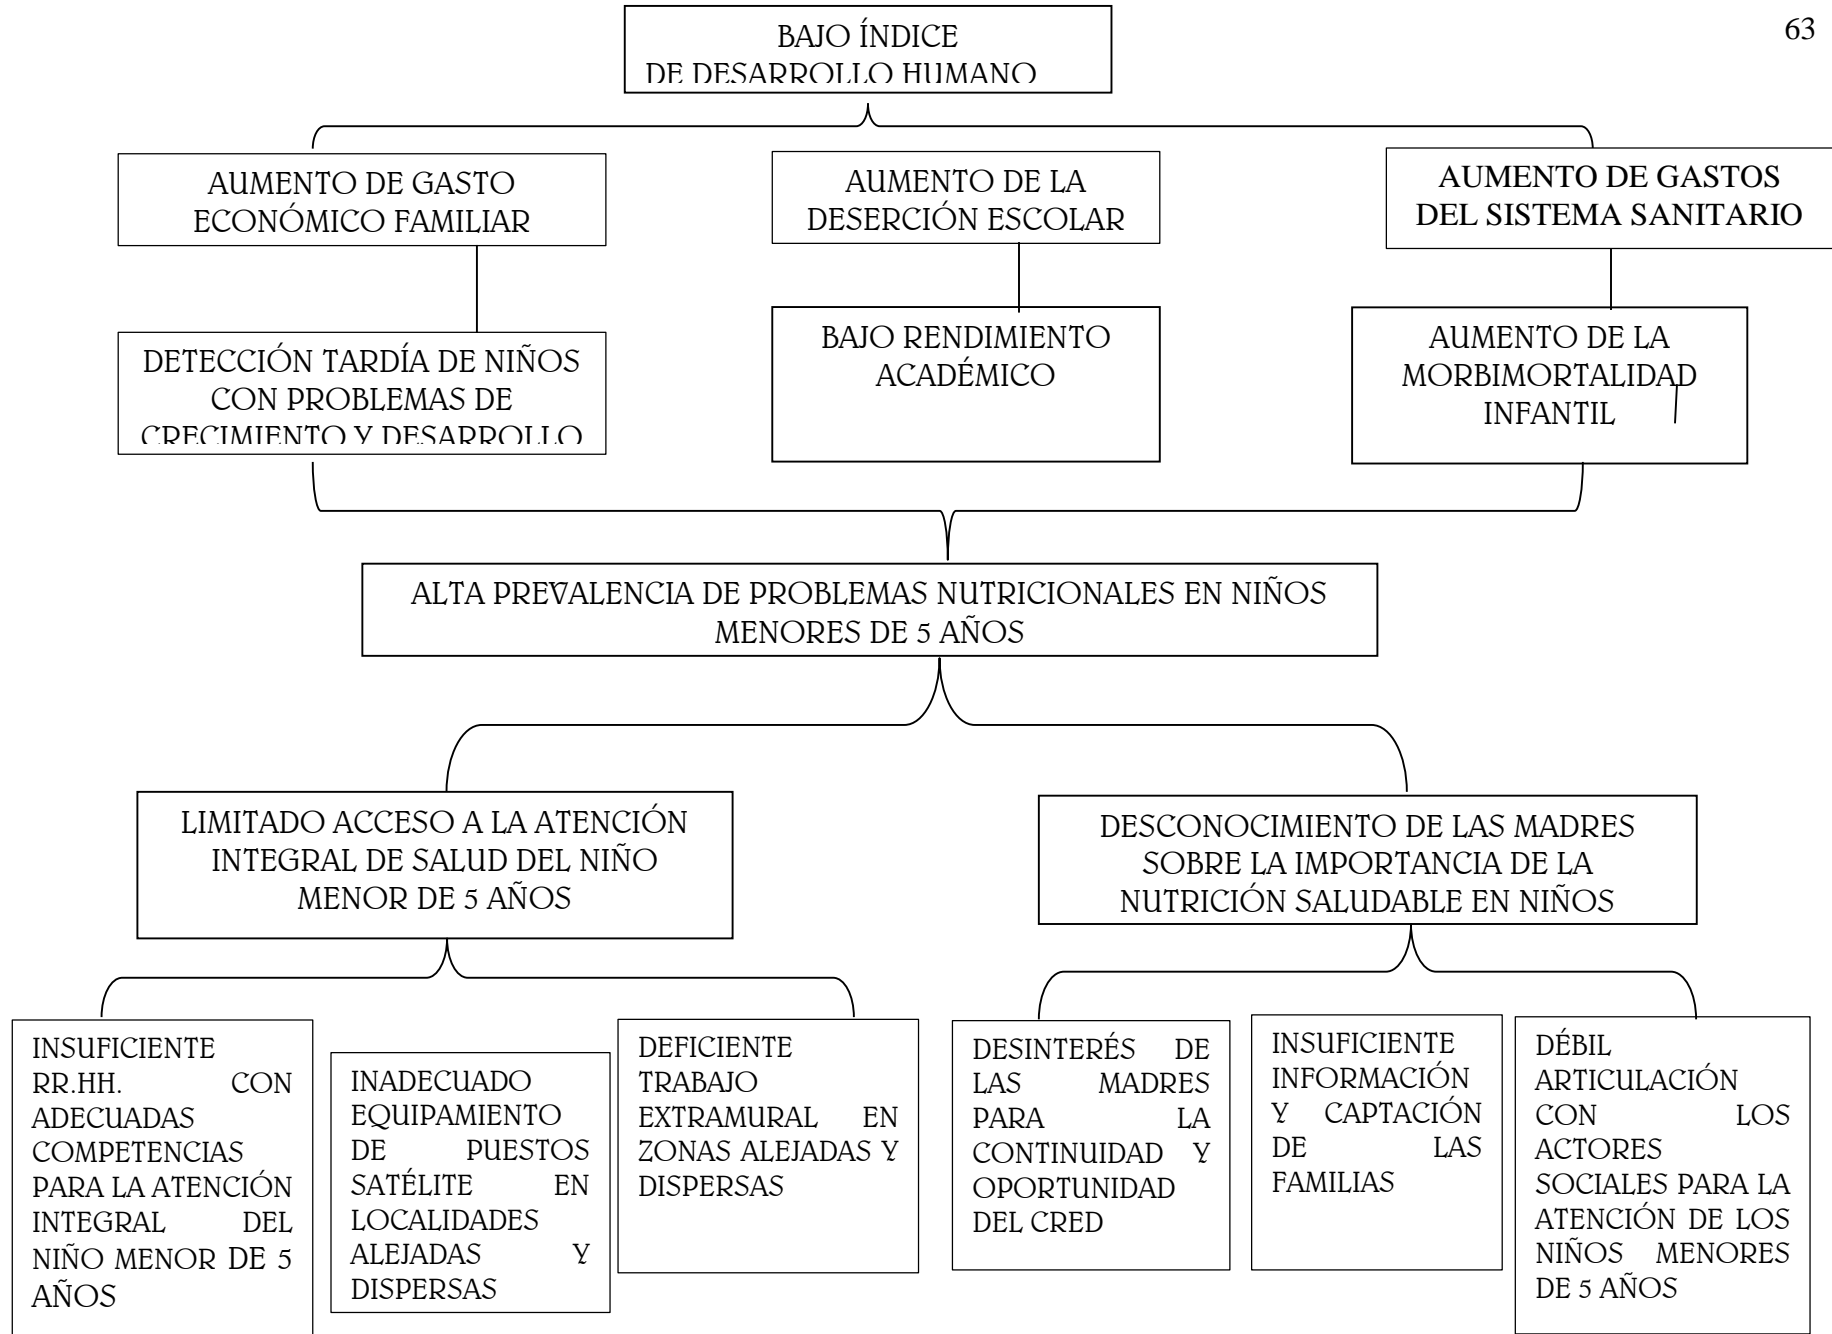 63
BAJO ÍNDICE
DE DESARROLLO HUMANO
AUMENTO DE GASTO
ECONÓMICO FAMILIAR
AUMENTO DE LA
DESERCIÓN ESCOLAR
AUMENTO DE GASTOS
DEL SISTEMA SANITARIO
DETECCIÓN TARDÍA DE NIÑOS
CON PROBLEMAS DE
CRECIMIENTO Y DESARROLLO
BAJO RENDIMIENTO
ACADÉMICO
AUMENTO DE LA
MORBIMORTALIDAD
INFANTIL
ALTA PREVALENCIA DE PROBLEMAS NUTRICIONALES EN NIÑOS
MENORES DE 5 AÑOS
LIMITADO ACCESO A LA ATENCIÓN
INTEGRAL DE SALUD DEL NIÑO
MENOR DE 5 AÑOS
DESCONOCIMIENTO DE LAS MADRES
SOBRE LA IMPORTANCIA DE LA
NUTRICIÓN SALUDABLE EN NIÑOS
INSUFICIENTE
RR.HH. CON
ADECUADAS
COMPETENCIAS
PARA LA ATENCIÓN
INTEGRAL DEL
NIÑO MENOR DE 5
AÑOS
INADECUADO
EQUIPAMIENTO
DE PUESTOS
SATÉLITE EN
LOCALIDADES
ALEJADAS Y
DISPERSAS
DEFICIENTE
TRABAJO
EXTRAMURAL EN
ZONAS ALEJADAS Y
DISPERSAS
DESINTERÉS DE
LAS MADRES
PARA LA
CONTINUIDAD Y
OPORTUNIDAD
DEL CRED
INSUFICIENTE
INFORMACIÓN
Y CAPTACIÓN
DE LAS
FAMILIAS
DÉBIL
ARTICULACIÓN
CON LOS
ACTORES
SOCIALES PARA LA
ATENCIÓN DE LOS
NIÑOS MENORES
DE 5 AÑOS